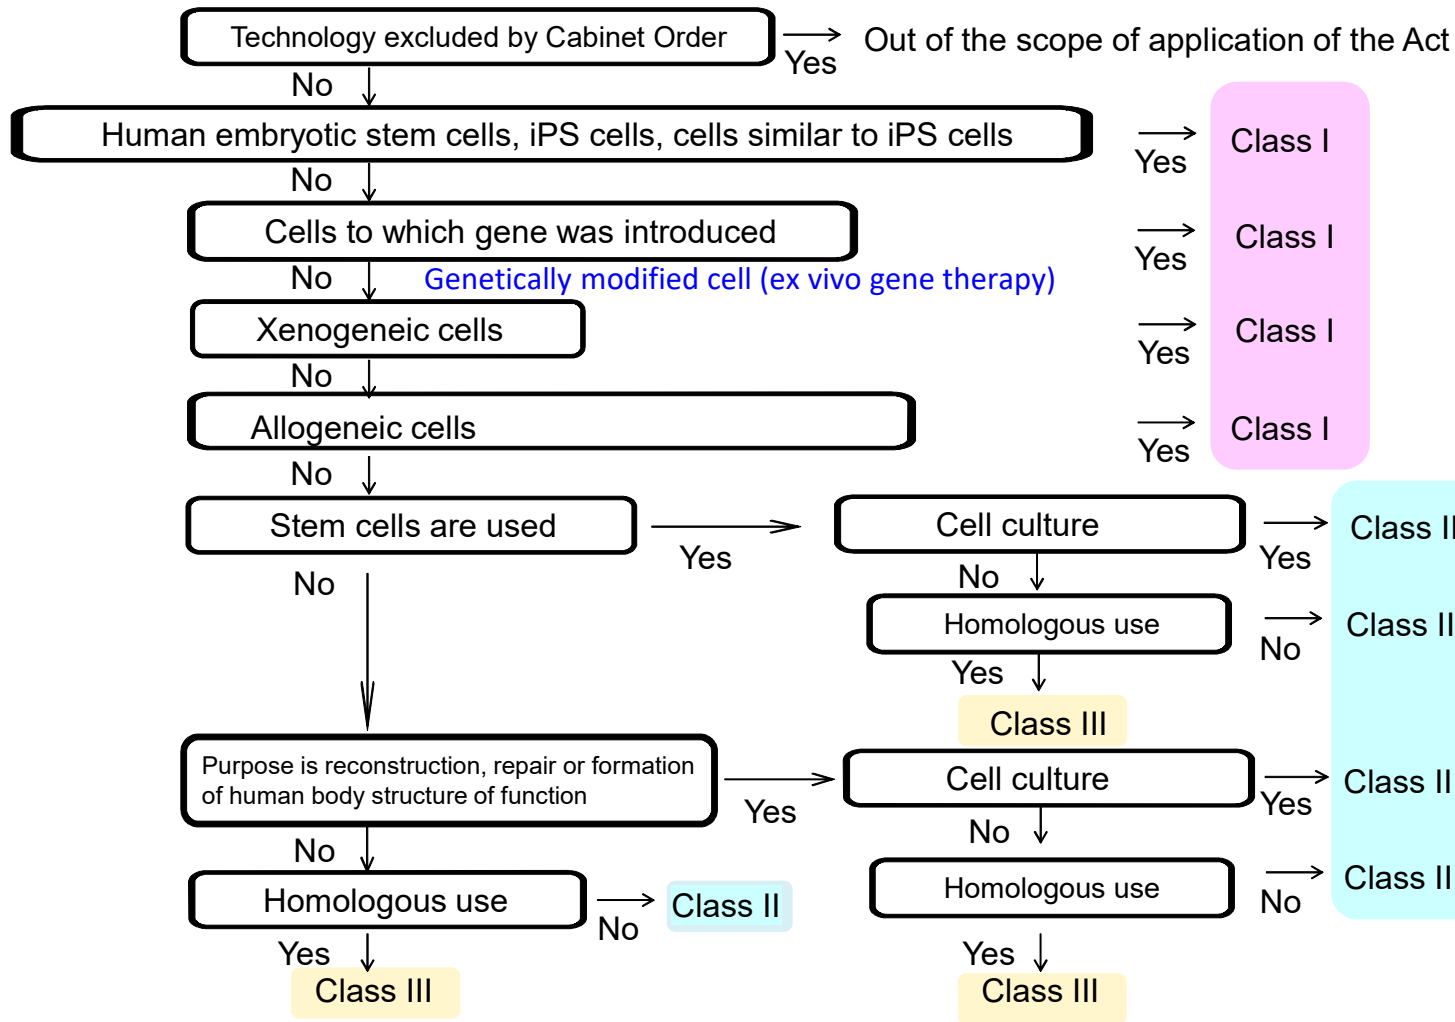 Technology excluded by Cabinet Order
Yes
Out of the scope of application of the Act
No
Human embryotic stem cells, iPS cells, cells similar to iPS cells
Yes
Class I
No
Cells to which gene was introduced
Yes
Class I
No
Genetically modified cell (ex vivo gene therapy)
Xenogeneic cells
Yes
Class I
No
Allogeneic cells
Yes
Class I
No
Stem cells are used
Yes
Cell culture
Yes
Class II
No
No
Homologous use
No
Class II
Yes
Class III
Purpose is reconstruction, repair or formation
of human body structure of function
Yes
Cell culture
Yes
Class II
No
No
Homologous use
No
Class II
Homologous use
No
Class II
Yes
Class III
Yes
Class III